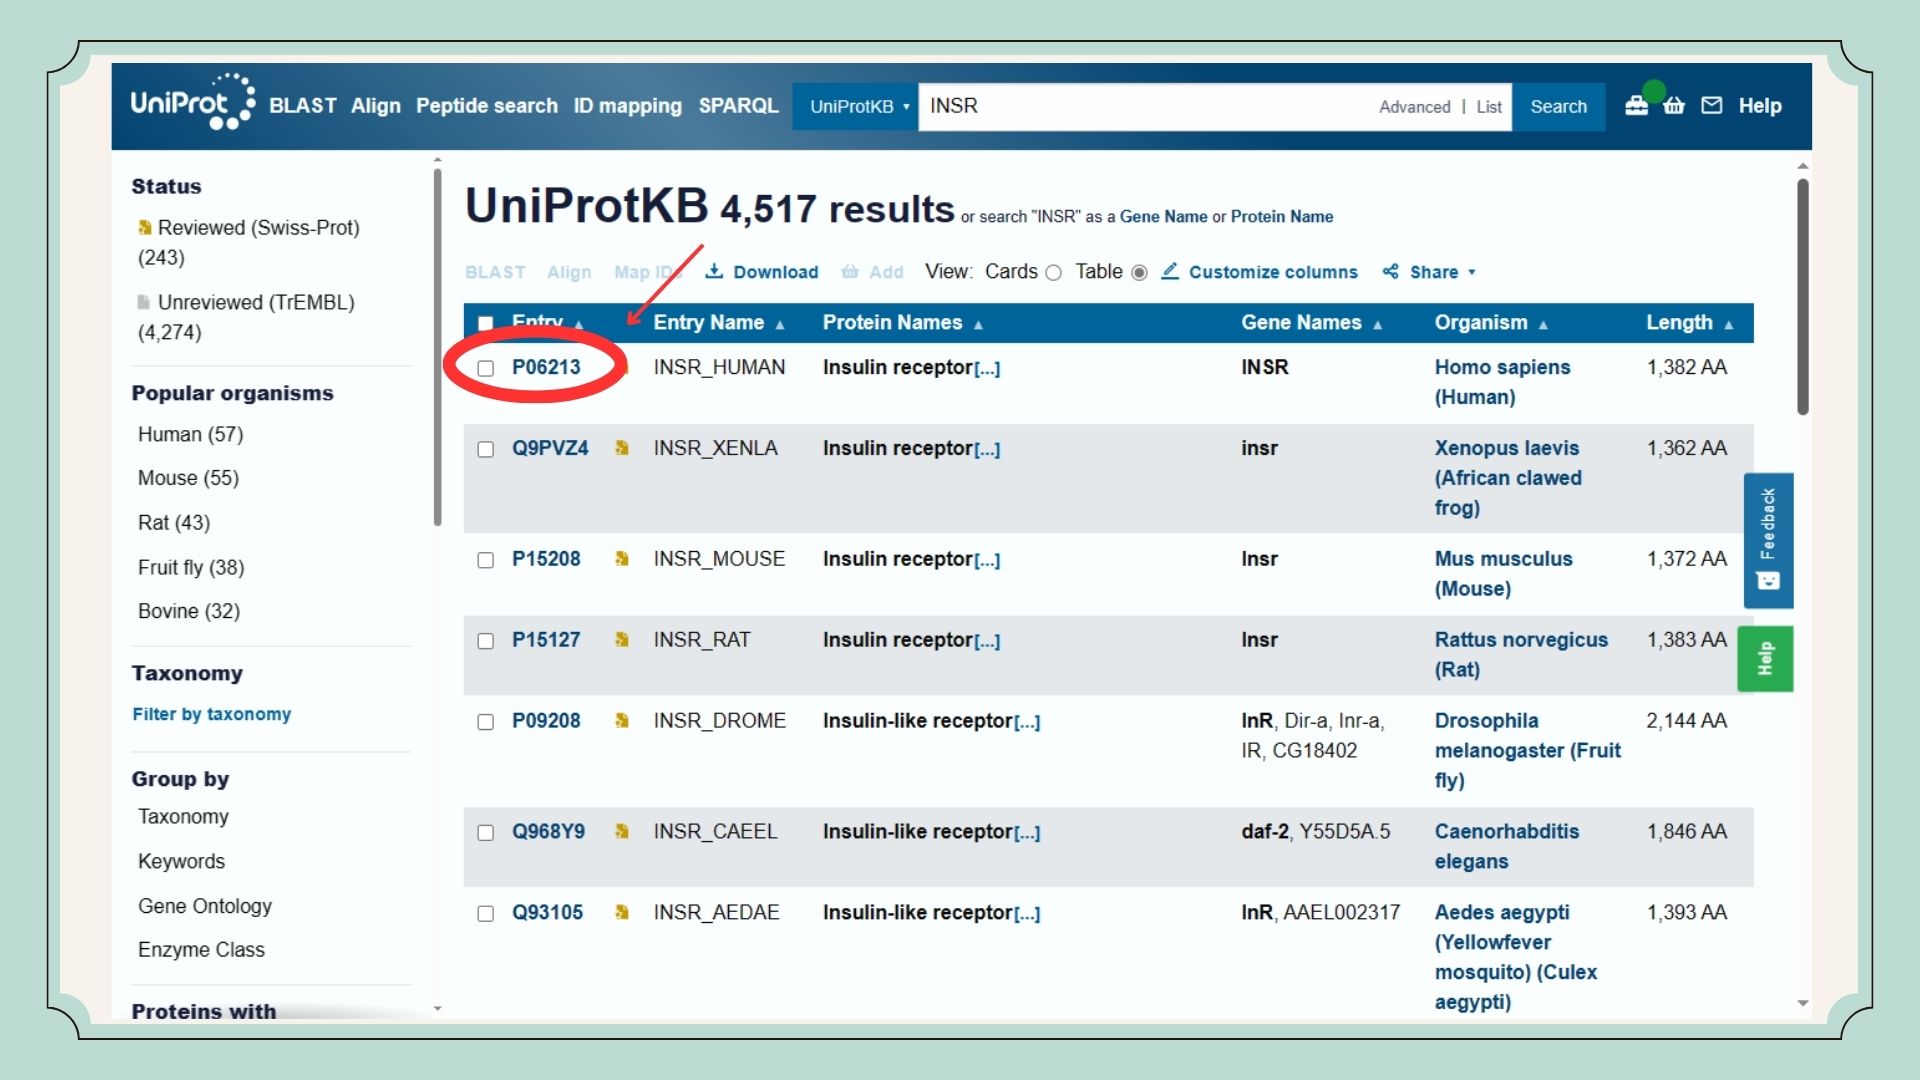 UniProt BLAST Align Peptide search ID mapping SPARQL UniProtKB INSR Advanced | List Search Help
Status
Reviewed (Swiss-Prot)
(243)
Unreviewed (TrEMBL)
(4,274)
Popular organisms
Human (57)
Mouse (55)
Rat (43)
Fruit fly (38)
Bovine (32)
Taxonomy
Filter by taxonomy
Group by
Taxonomy
Keywords
Gene Ontology
Enzyme Class
Proteins with
UniProtKB 4,517 results or search "INSR" as a Gene Name or Protein Name
BLAST Align Map IDs Download Add View: Cards Table Customize columns Share
Entry Entry Name Protein Names Gene Names Organism Length
P06213 INSR_HUMAN Insulin receptor[...] INSR Homo sapiens 1,382 AA
(Human)
Q9PVZ4 INSR_XENLA Insulin receptor[...] insr Xenopus laevis 1,362 AA
(African clawed
frog)
P15208 INSR_MOUSE Insulin receptor[...] Insr Mus musculus 1,372 AA
(Mouse)
P15127 INSR_RAT Insulin receptor[...] Insr Rattus norvegicus 1,383 AA
(Rat)
P09208 INSR_DROME Insulin-like receptor[...] InR, Dir-a, Inr-a, Drosophila 2,144 AA
IR, CG18402 melanogaster (Fruit
fly)
Q968Y9 INSR_CAEEL Insulin-like receptor[...] daf-2, Y55D5A.5 Caenorhabditis 1,846 AA
elegans
Q93105 INSR_AEDAE Insulin-like receptor[...] InR, AAEL002317 Aedes aegypti 1,393 AA
(Yellowfever
mosquito) (Culex
aegypti)
Feedback
Help